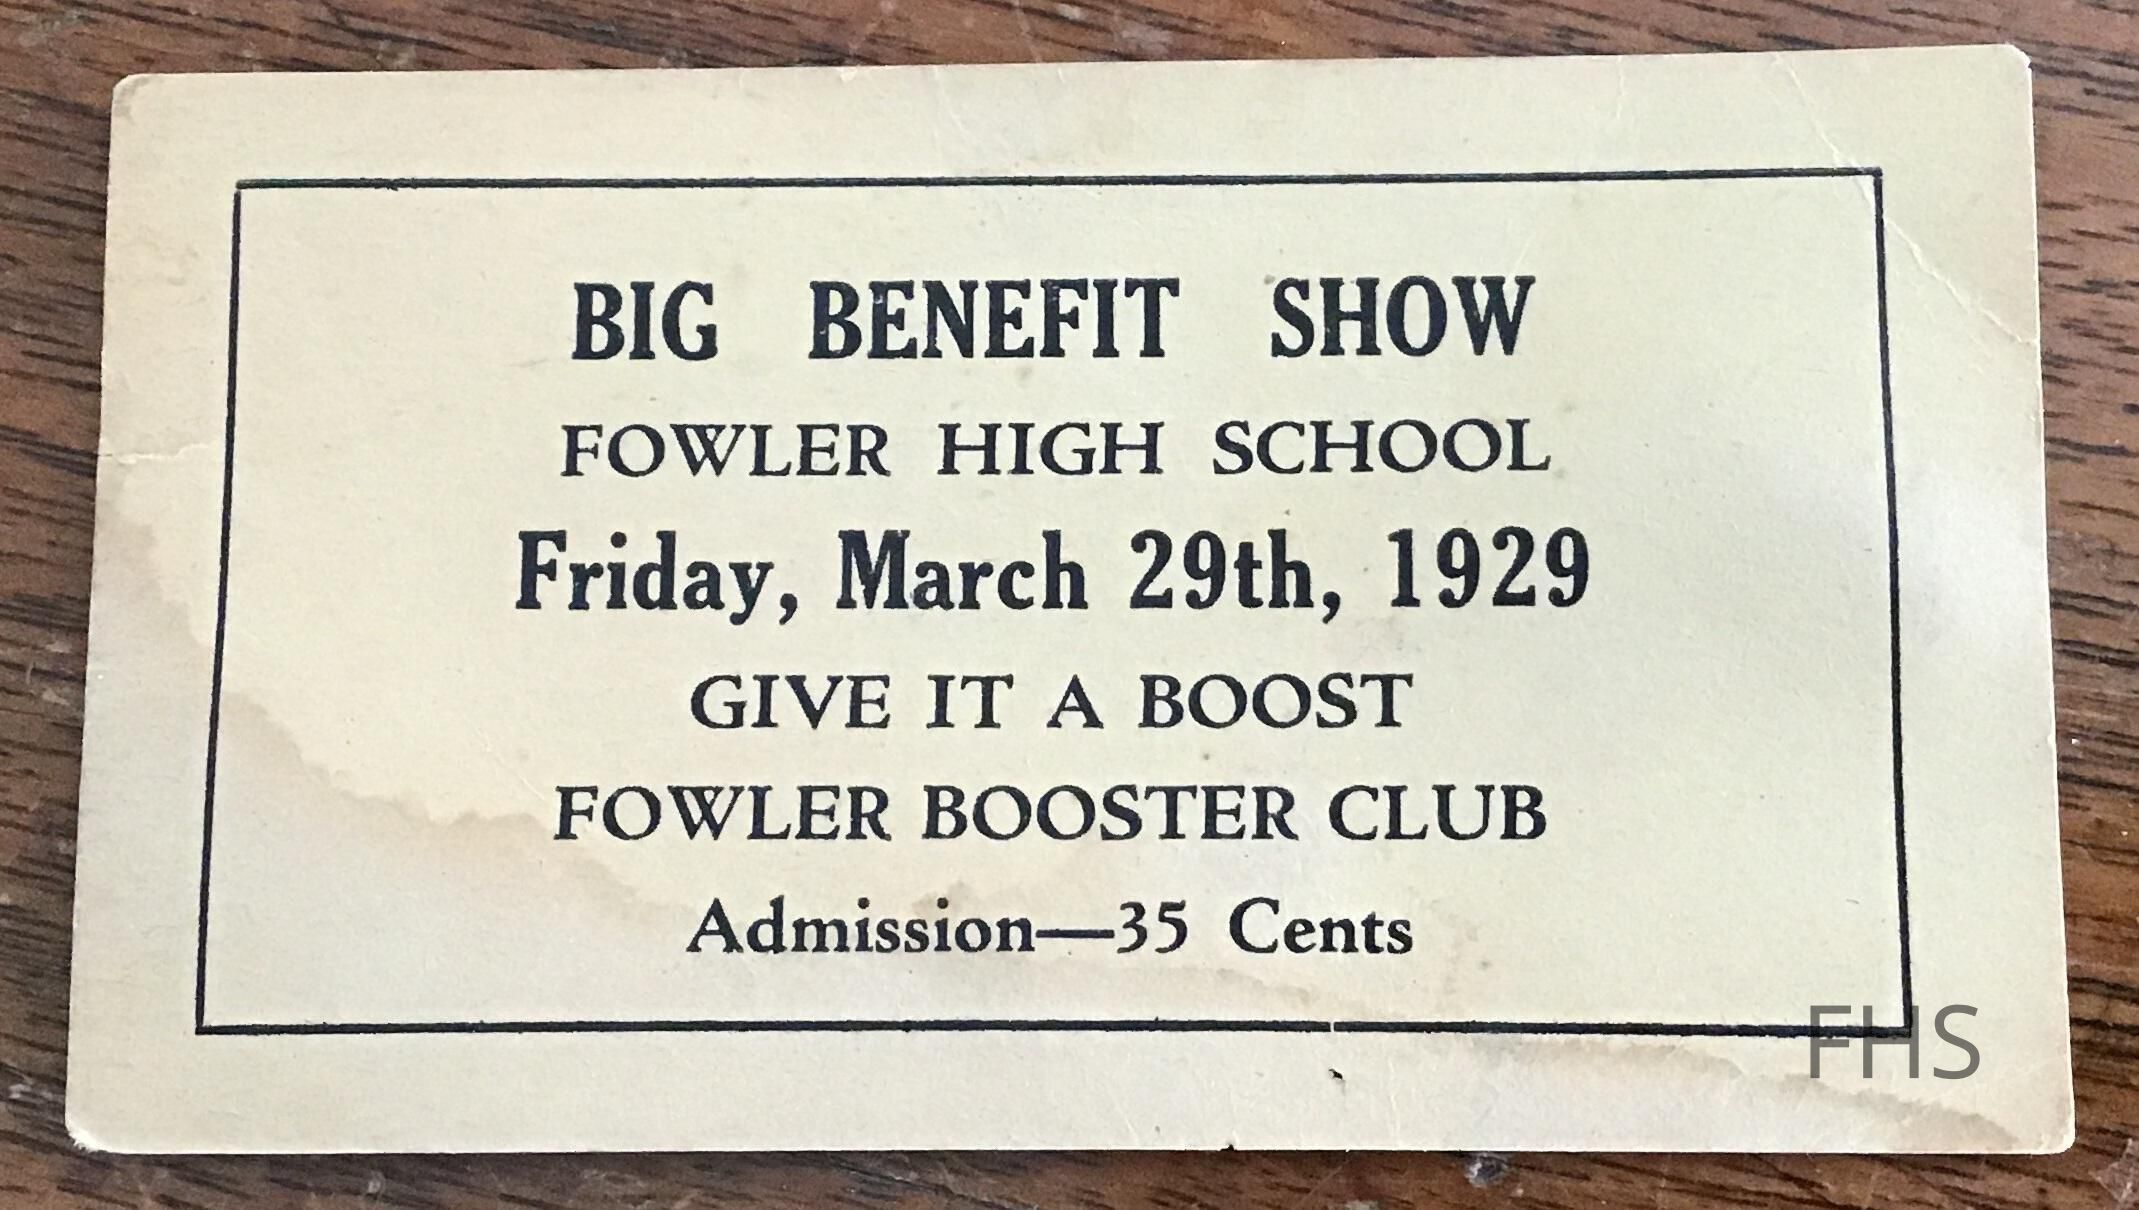 BIG BENEFIT SHOW
FOWLER HIGH SCHOOL
Friday, March 29th, 1929
GIVE IT A BOOST
FOWLER BOOSTER CLUB
Admission—35 Cents
FHS